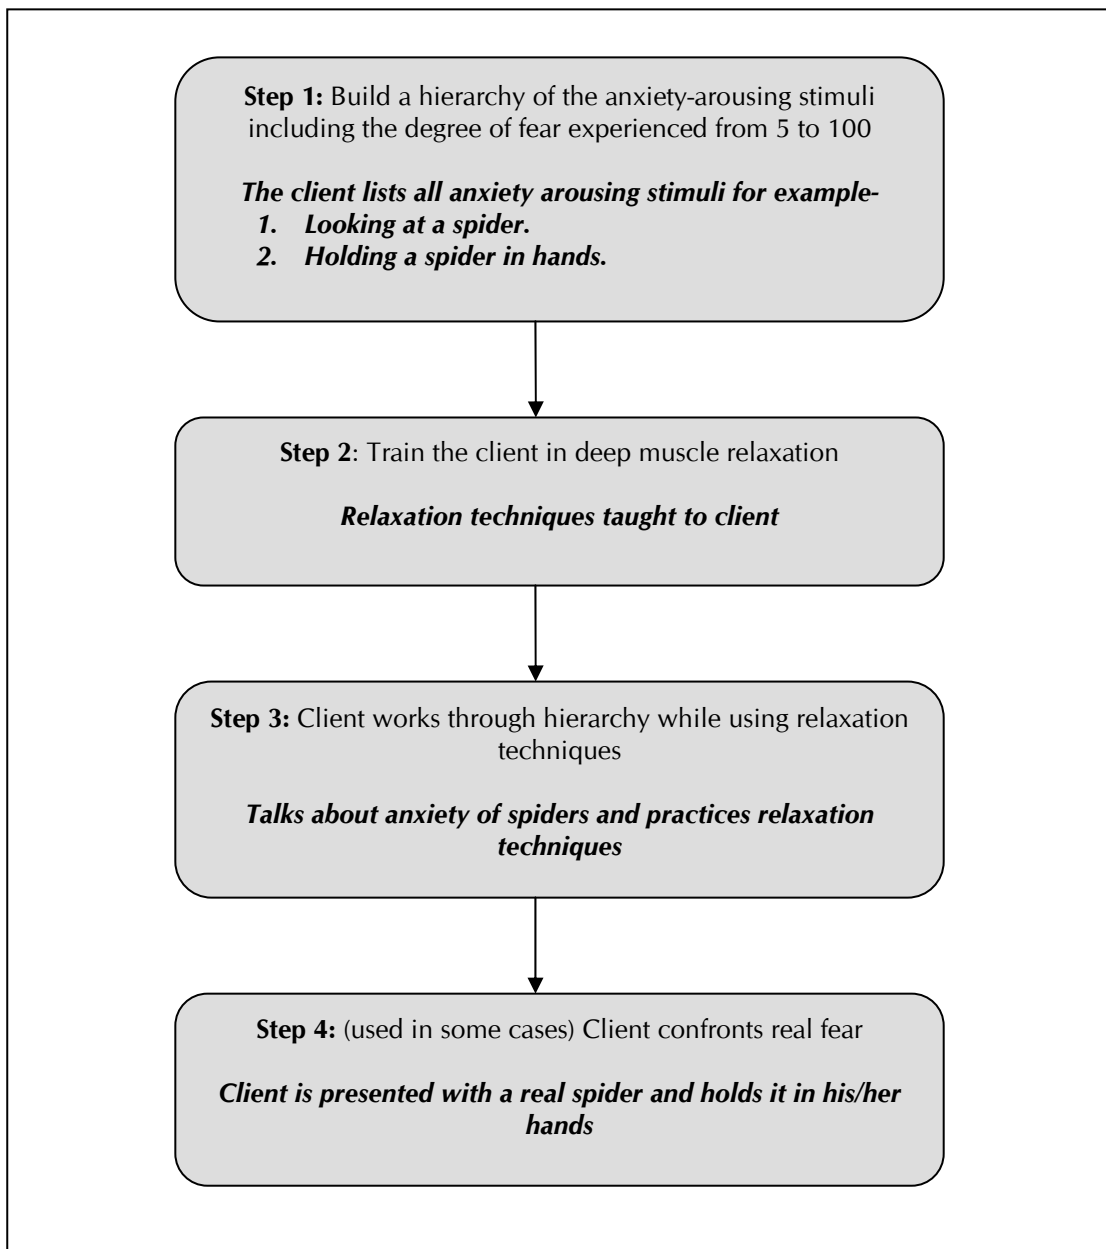 Step 1: Build a hierarchy of the anxiety-arousing stimuli
including the degree of fear experienced from 5 to 100
The client lists all anxiety arousing stimuli for example-
1. Looking at a spider.
2. Holding a spider in hands.
Step 2: Train the client in deep muscle relaxation
Relaxation techniques taught to client
Step 3: Client works through hierarchy while using relaxation
techniques
Talks about anxiety of spiders and practices relaxation
techniques
Step 4: (used in some cases) Client confronts real fear
Client is presented with a real spider and holds it in his/her
hands